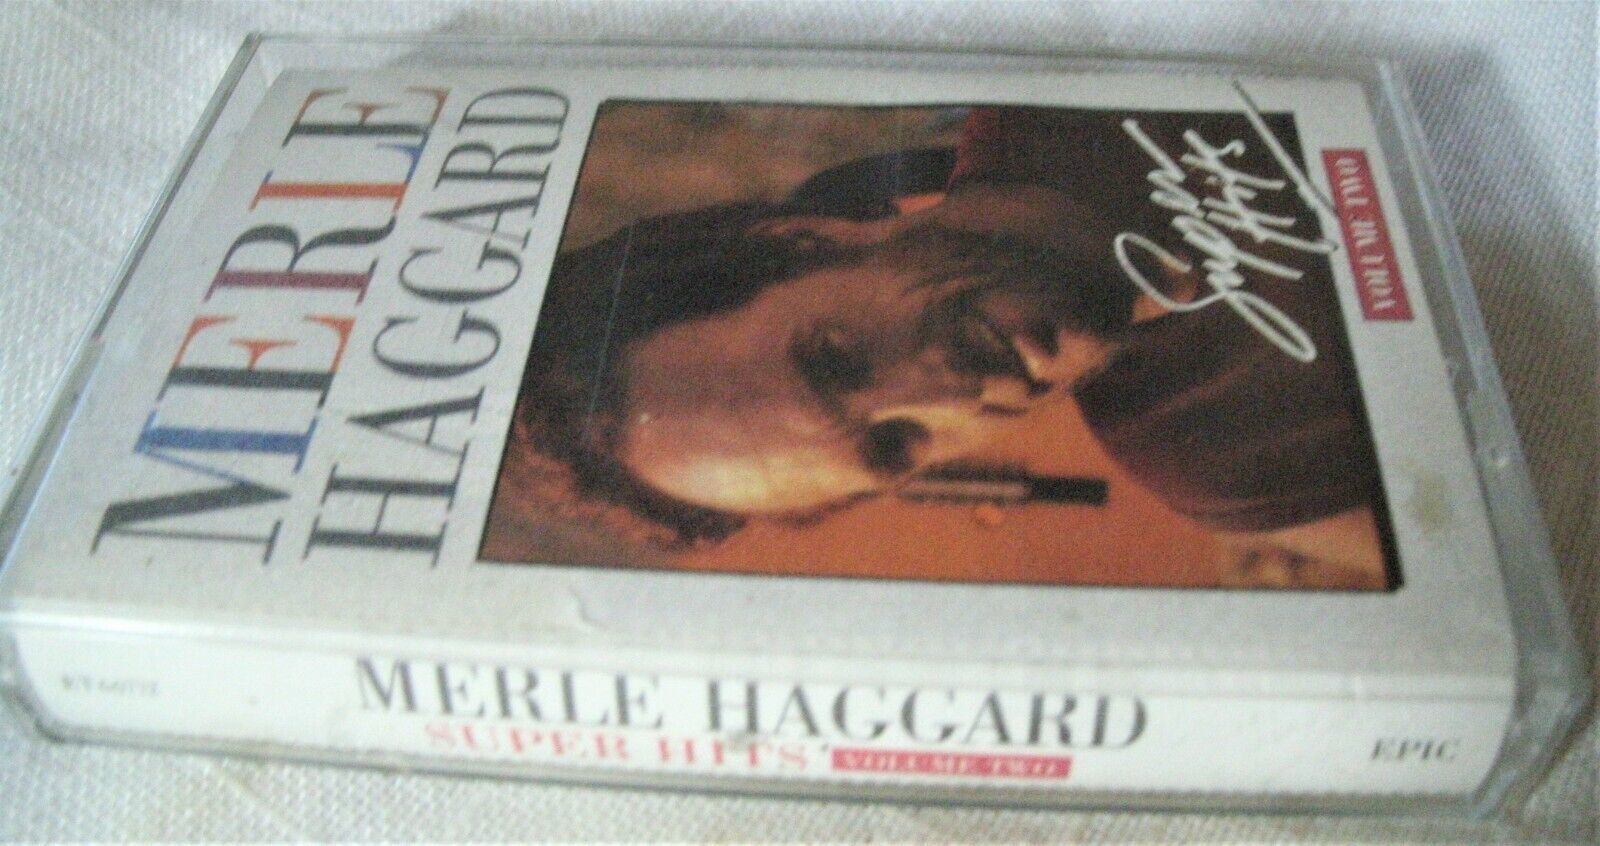 MERLE
HAGGARD
Super
Hits
VOLUME TWO
MERLE HAGGARD
SUPER HITS
VOLUME TWO
EPIC